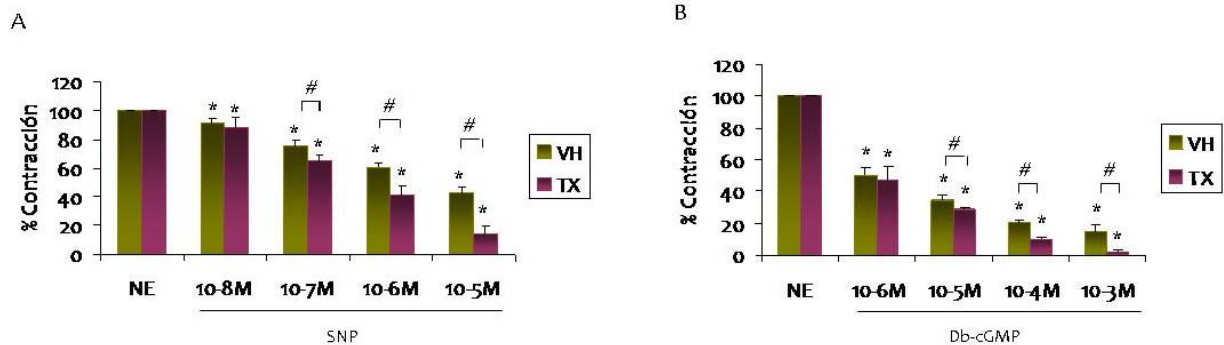 A
% Contracción
120
100
80
60
40
20
0
* *
* # *
* # *
* # *
NE 10-8M 10-7M 10-6M 10-5M
SNP
VH
TX
B
% Contracción
120
100
80
60
40
20
0
* *
* # *
* # *
* # *
NE 10-6M 10-5M 10-4M 10-3M
Db-cGMP
VH
TX